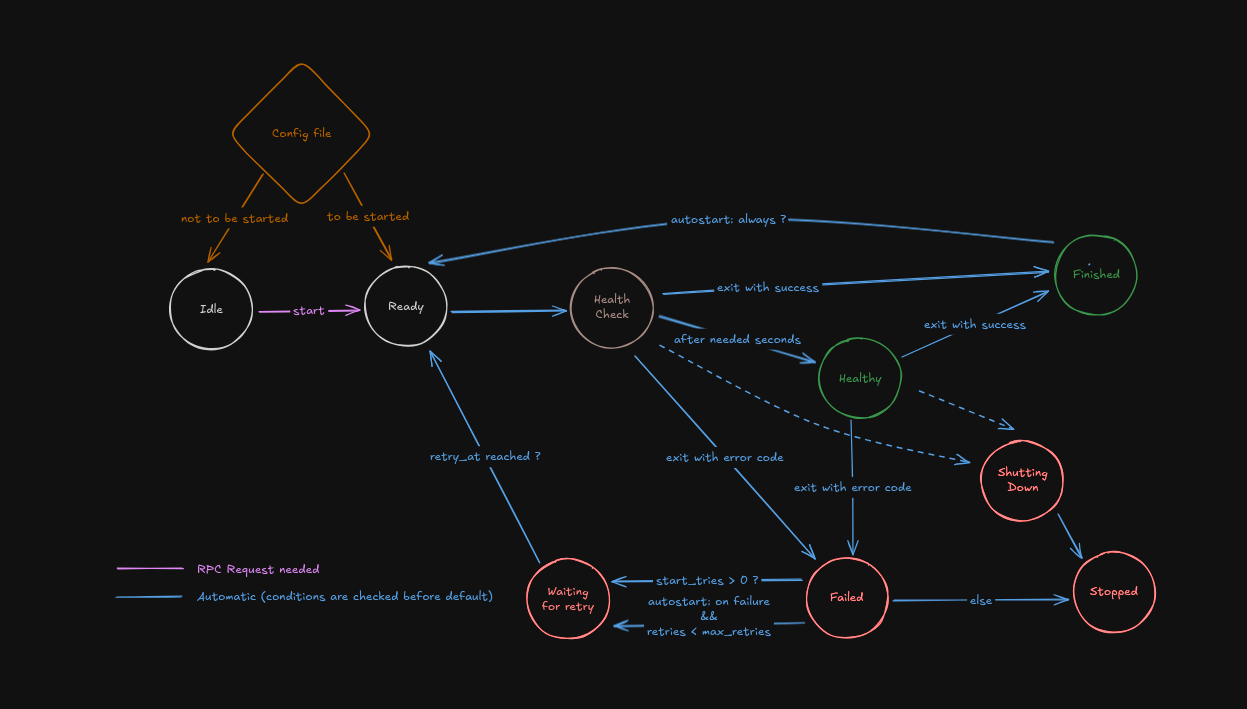 Config file
not to be started
to be started
autostart: always ?
Finished
exit with success
Health
Check
Idle
start
Ready
exit with success
after needed seconds
Healthy
retry_at reached ?
exit with error code
exit with error code
Shutting
Down
RPC Request needed
Automatic (conditions are checked before default)
Waiting
for retry
start_tries > 0 ?
autostart: on failure
&&
retries < max_retries
Failed
else
Stopped